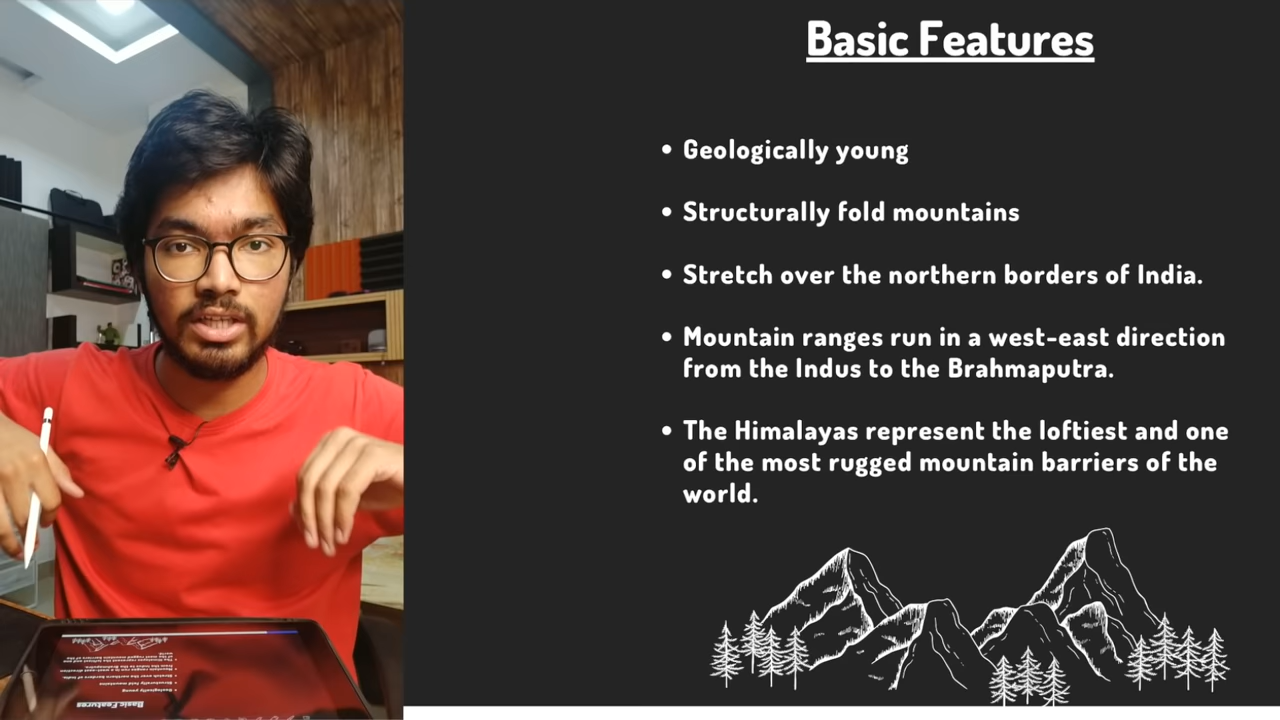 Basic Features
• Geologically young
• Structurally fold mountains
• Stretch over the northern borders of India.
• Mountain ranges run in a west-east direction
from the Indus to the Brahmaputra.
• The Himalayas represent the loftiest and one
of the most rugged mountain barriers of the
world.